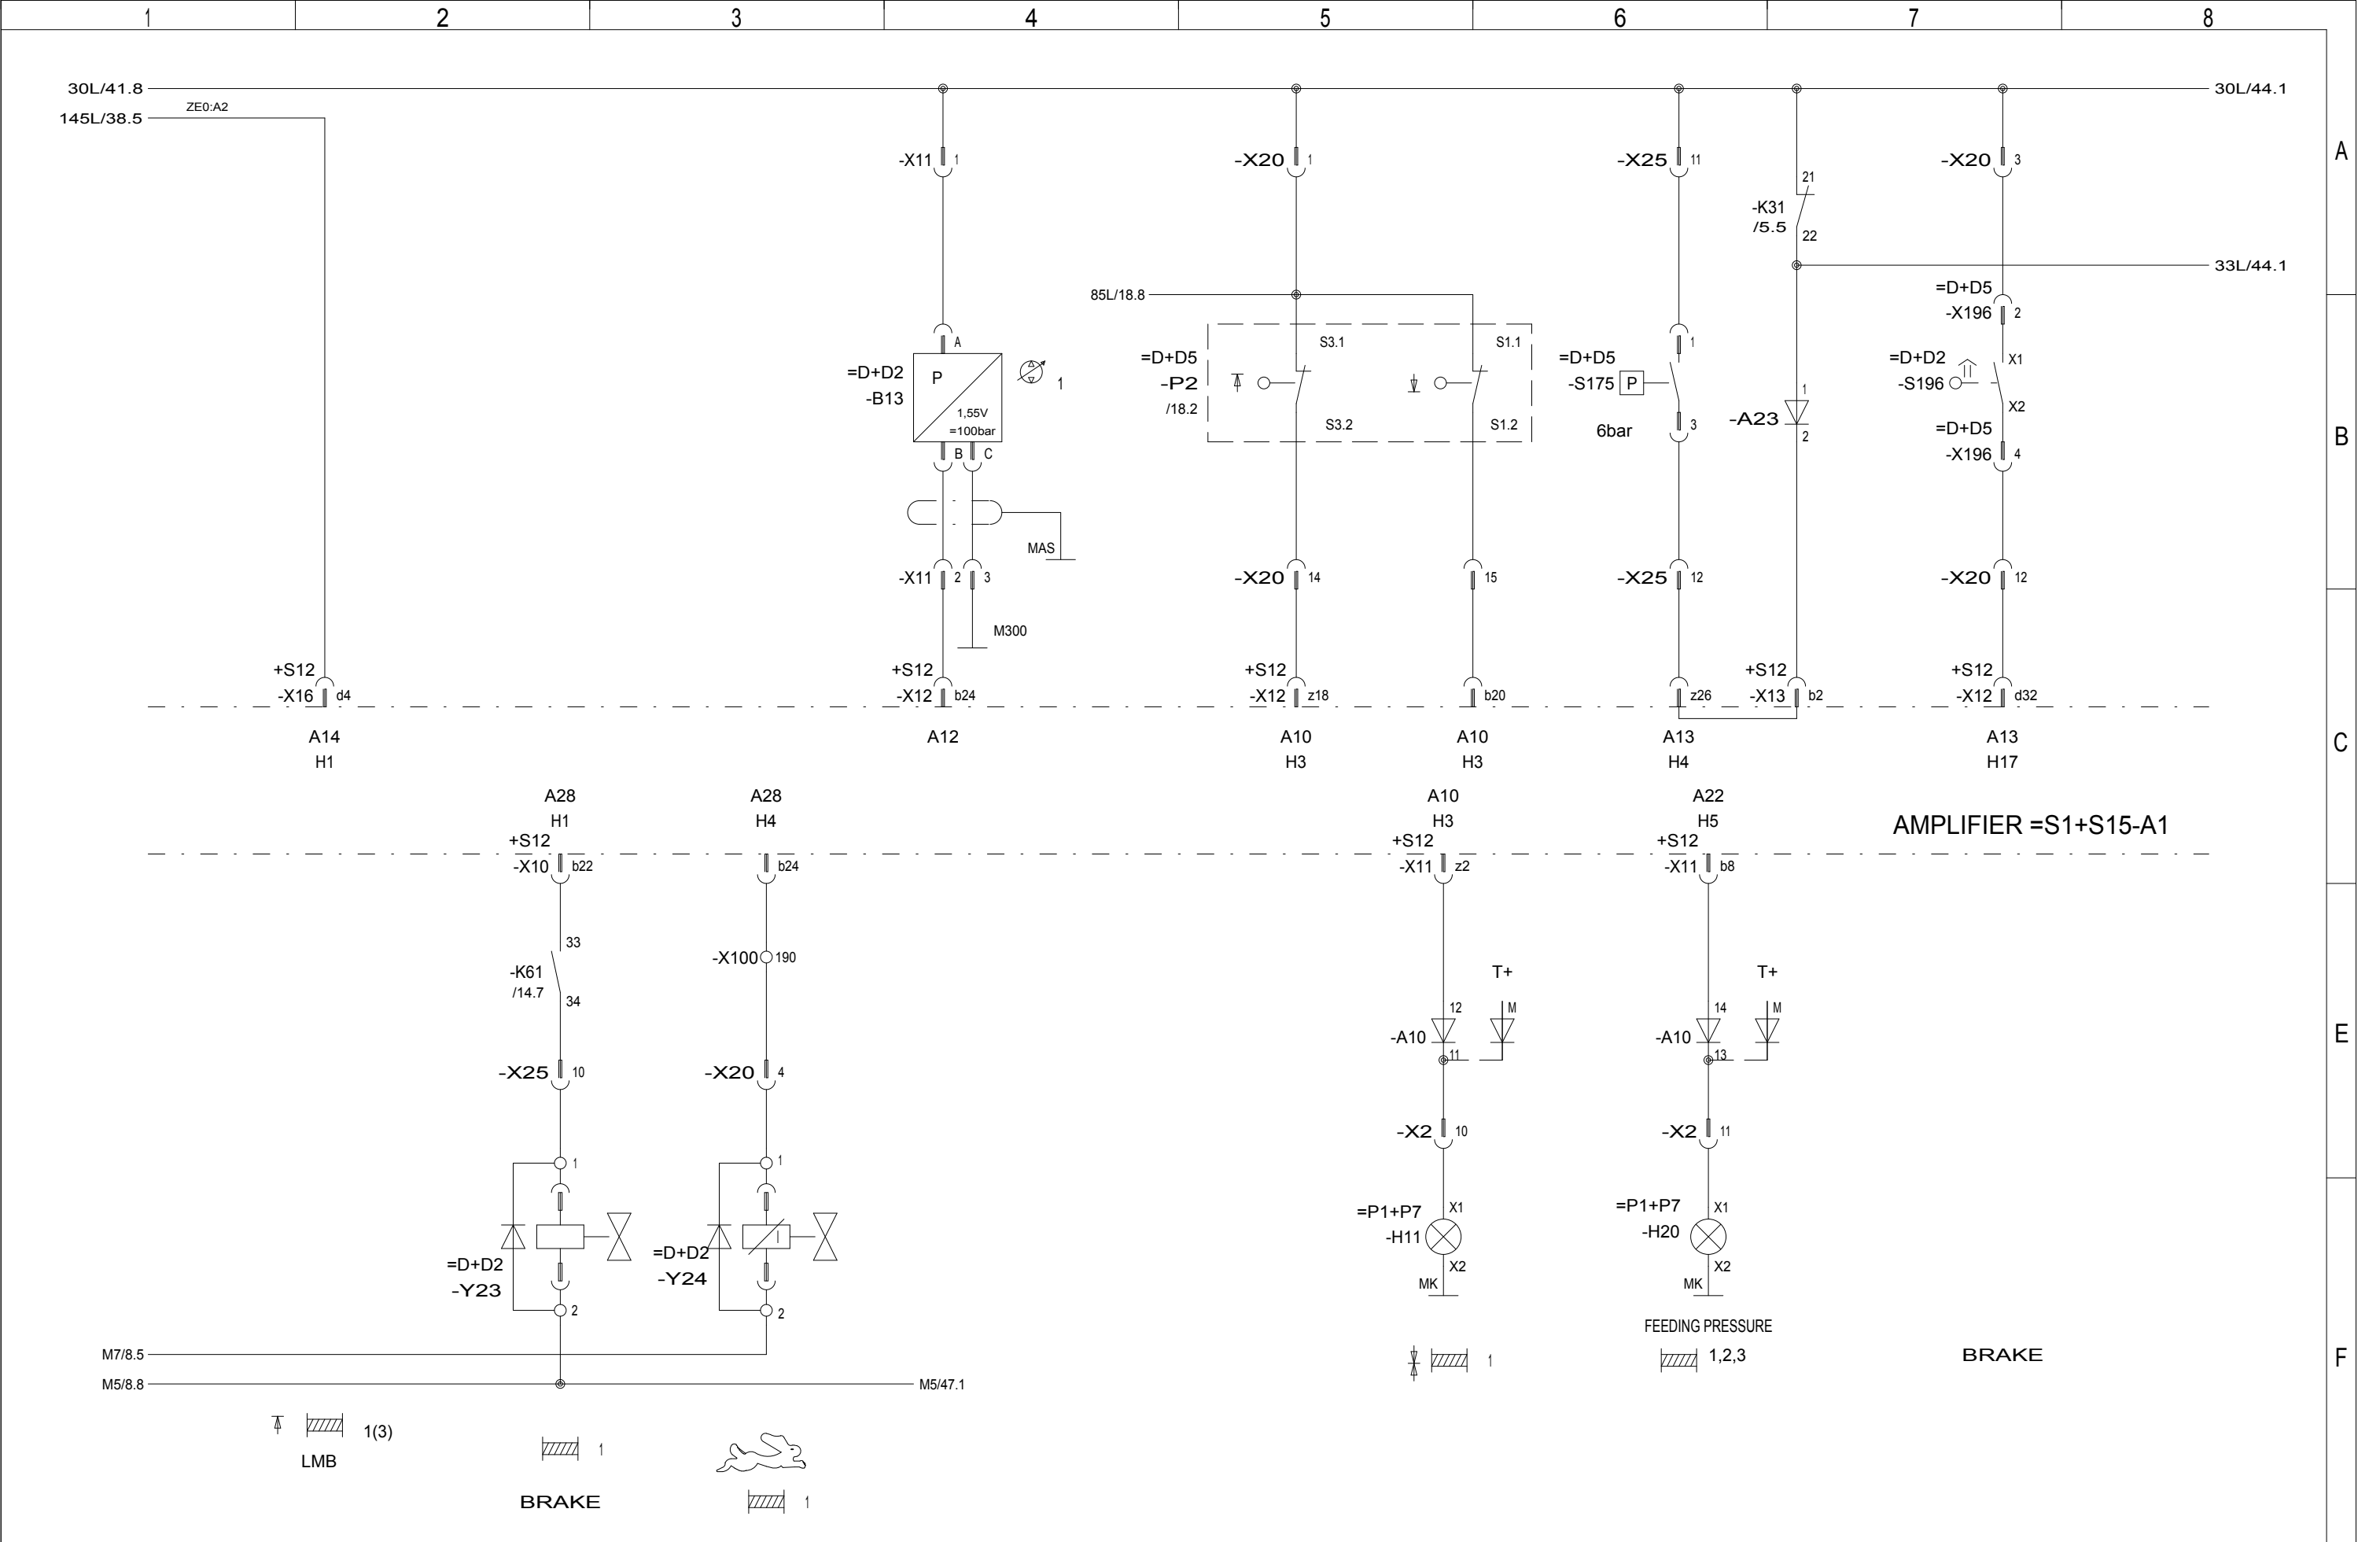 1 2 3 4 5 6 7 8
30L/41.8 30L/44.1
145L/38.5 ZE0:A2
-X11 1 -X20 1 -X25 11 -X20 3
A
21
-K31
/5.5
22
33L/44.1
85L/18.8
=D+D5
-X196 2
A S3.1 S1.1 1
=D+D2
-B13
P
1,55V
=100bar
1
=D+D5
-P2
/18.2
=D+D5
-S175 P
6bar
=D+D2
-S196
X1
X2
1
-A23
2
S3.2 S1.2 3
=D+D5
-X196 4
B
B C
MAS
-X11 2 3 -X20 14 15 -X25 12 -X20 12
M300
+S12 +S12 +S12 +S12 +S12
-X16 d4 -X12 b24 -X12 z18 b20 z26 -X13 b2 -X12 d32
A14 A12 A10 A10 A13 A13
H1 H3 H3 H4 H17
C
A28 A28 A10 A22
H1 H4 H3 H5
AMPLIFIER =S1+S15-A1
+S12 +S12 +S12
-X10 b22 b24 -X11 z2 -X11 b8
33
-K61
/14.7
34
-X100 190
T+ T+
12 M 14 M
-A10 -A10
11 13
E
-X25 10 -X20 4
-X2 10 -X2 11
1 1
=P1+P7 X1 =P1+P7 X1
-H11 -H20
=D+D2 =D+D2
-Y23 -Y24
X2 X2
MK MK
2 2
FEEDING PRESSURE
M7/8.5
1 1,2,3 BRAKE
F
M5/8.8 M5/47.1
1(3)
LMB
1
BRAKE
1